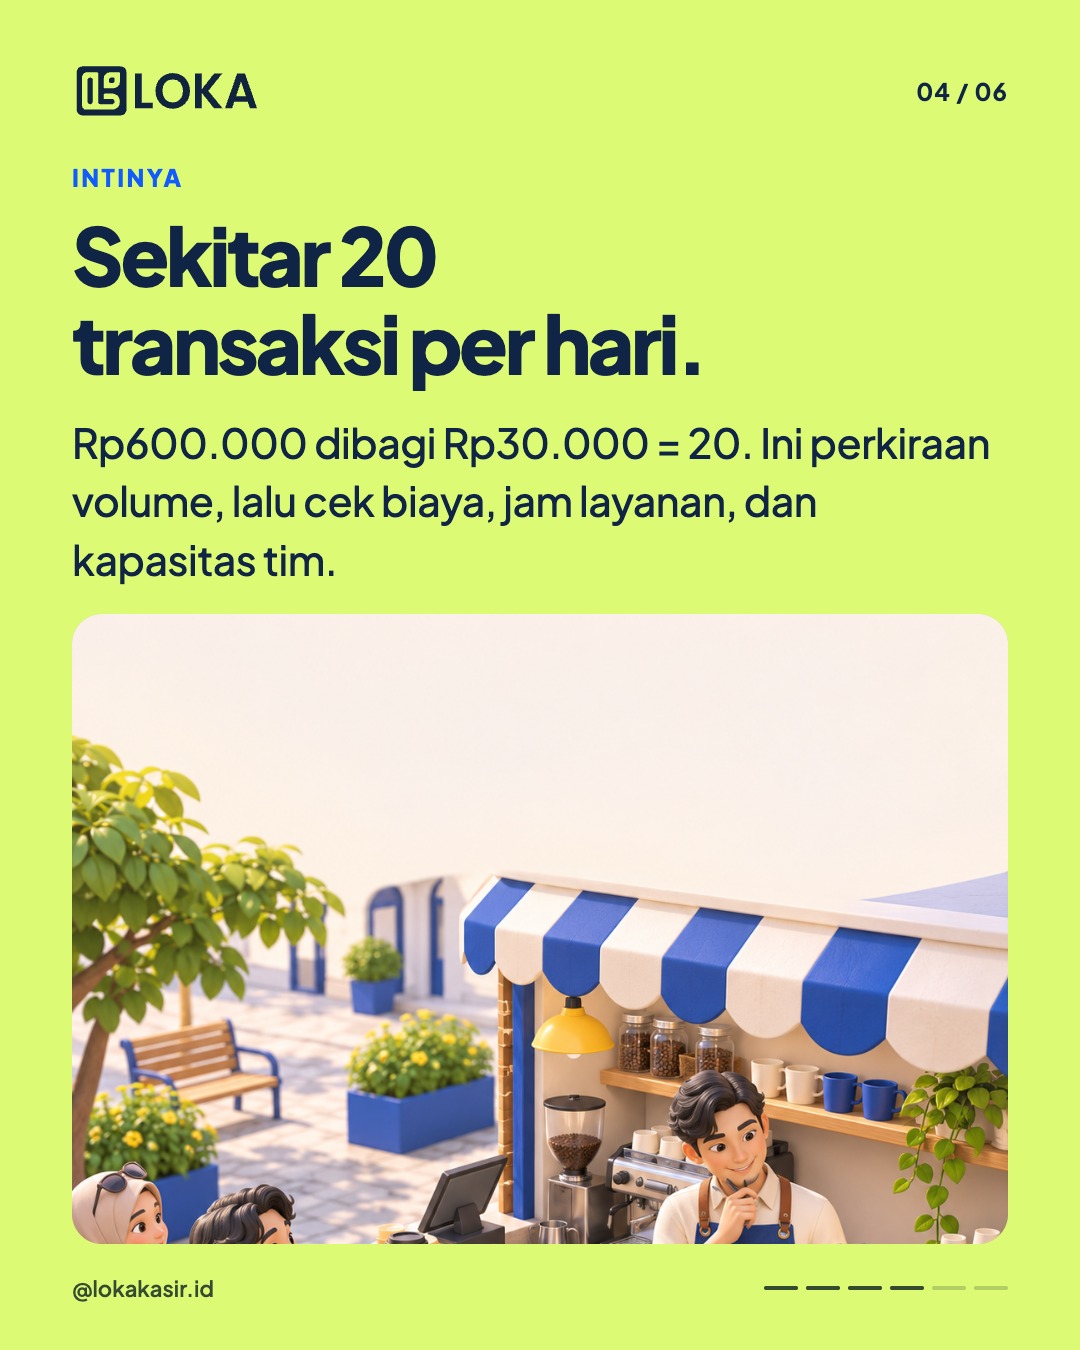 LOKA
04 / 06
INTINYA
Sekitar 20
transaksi per hari.
Rp600.000 dibagi Rp30.000 = 20. Ini perkiraan
volume, lalu cek biaya, jam layanan, dan
kapasitas tim.
@lokakasir.id